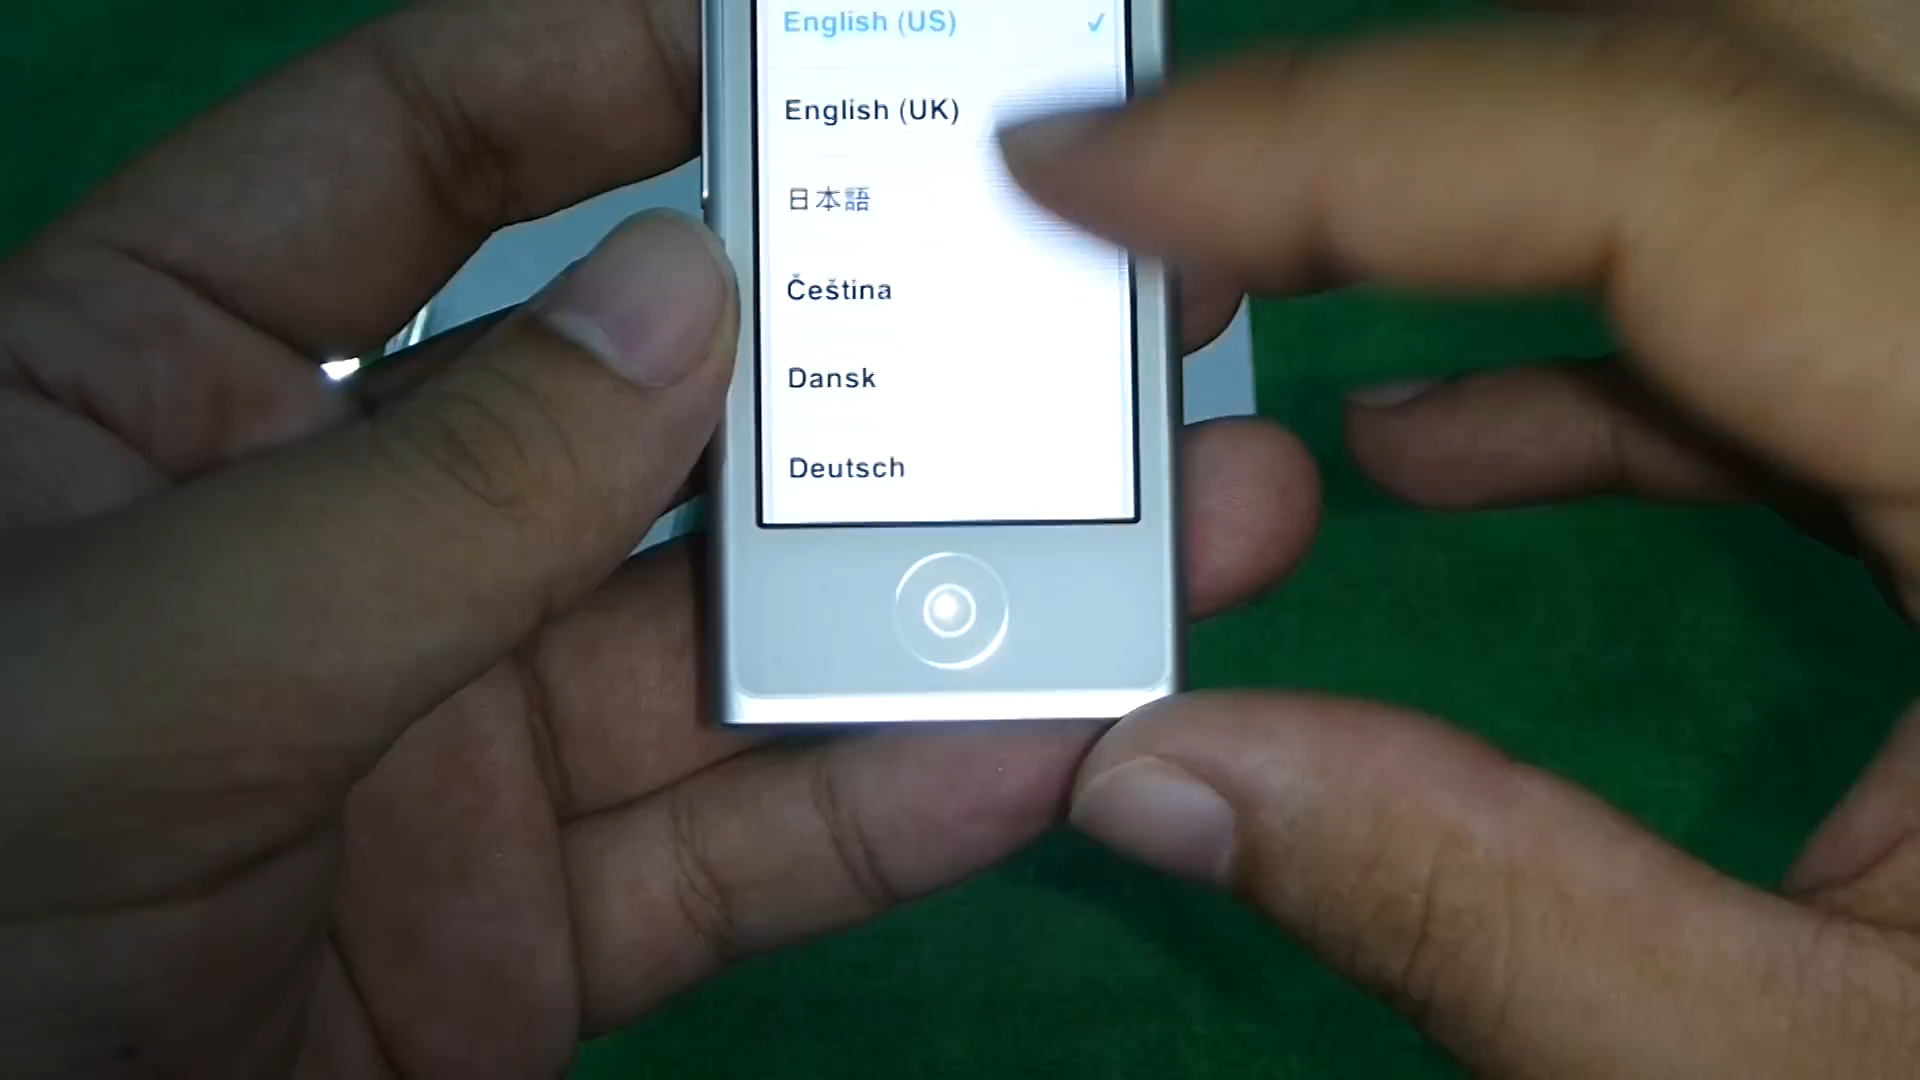 English (US)
English (UK)
日本語
Čeština
Dansk
Deutsch